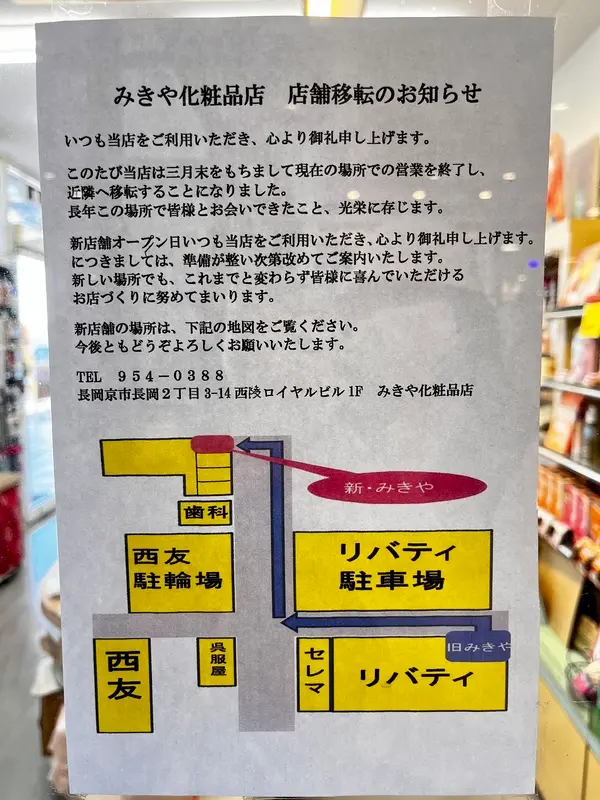 みきや化粧品店　店舗移転のお知らせ
いつも当店をご利用いただき、心より御礼申し上げます。
このたび当店は三月末をもちまして現在の場所での営業を終了し、
近隣へ移転することになりました。
長年この場所で皆様とお会いできたこと、光栄に存じます。
新店舗オープン日いつも当店をご利用いただき、心より御礼申し上げます。
につきましては、準備が整い次第改めてご案内いたします。
新しい場所でも、これまでと変わらず皆様に喜んでいただける
お店づくりに努めてまいります。
新店舗の場所は、下記の地図をご覧ください。
今後ともどうぞよろしくお願いいたします。
TEL　９５４－０３８８
長岡京市長岡２丁目3-14西陵ロイヤルビル1F　みきや化粧品店
新・みきや
歯科
西友
駐輪場
リバティ
駐車場
旧みきや
西友
呉服屋
セレマ
リバティ